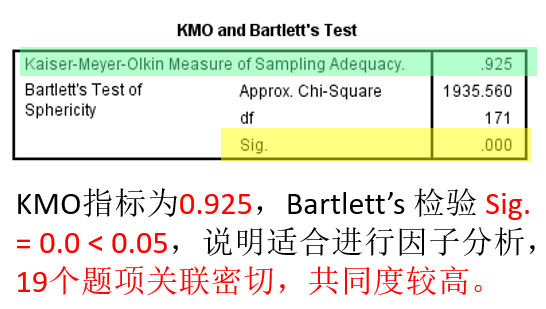 KMO and Bartlett's Test
Kaiser-Meyer-Olkin Measure of Sampling Adequacy. .925
Bartlett's Test of Approx. Chi-Square 1935.560
Sphericity
df 171
Sig. .000
KMO指标为0.925，Bartlett’s 检验 Sig.
= 0.0 < 0.05，说明适合进行因子分析，
19个题项关联密切，共同度较高。